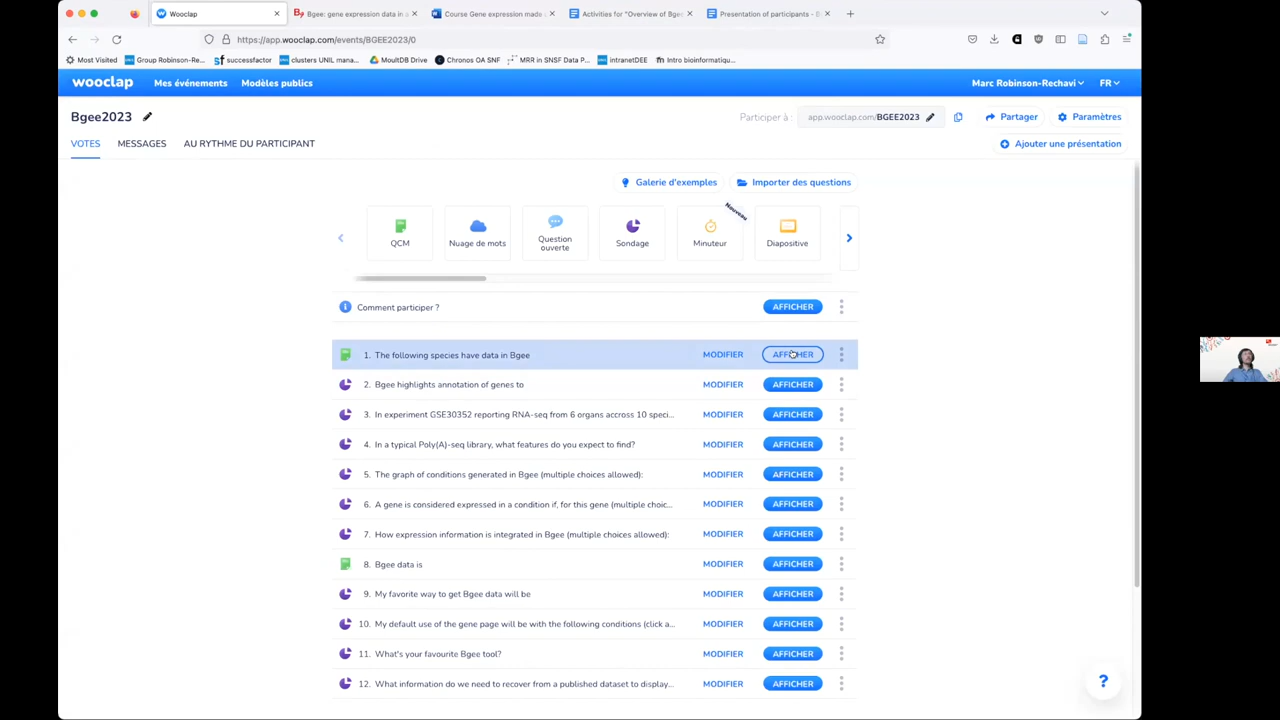 Wooclap
Bgee: gene expression data in a
Course Gene expression made
Activities for "Overview of Bgee
Presentation of participants - B
https://app.wooclap.com/events/BGEE2023/0
Most Visited
Group Robinson-Re...
successfactor
clusters UNIL mana...
MoultDB Drive
Chronos OA SNF
MRR in SNSF Data P...
intranetDEE
Intro bioinformatiqu...
wooclap
Mes événements
Modèles publics
Marc Robinson-Rechavi
FR
Bgee2023
Participer à :
app.wooclap.com/BGEE2023
Partager
Paramètres
VOTES
MESSAGES
AU RYTHME DU PARTICIPANT
Ajouter une présentation
Galerie d'exemples
Importer des questions
Nouveau
QCM
Nuage de mots
Question
ouverte
Sondage
Minuteur
Diapositive
Comment participer ?
AFFICHER
1. The following species have data in Bgee
MODIFIER
AFFICHER
2. Bgee highlights annotation of genes to
MODIFIER
AFFICHER
3. In experiment GSE30352 reporting RNA-seq from 6 organs accross 10 speci...
MODIFIER
AFFICHER
4. In a typical Poly(A)-seq library, what features do you expect to find?
MODIFIER
AFFICHER
5. The graph of conditions generated in Bgee (multiple choices allowed):
MODIFIER
AFFICHER
6. A gene is considered expressed in a condition if, for this gene (multiple choic...
MODIFIER
AFFICHER
7. How expression information is integrated in Bgee (multiple choices allowed):
MODIFIER
AFFICHER
8. Bgee data is
MODIFIER
AFFICHER
9. My favorite way to get Bgee data will be
MODIFIER
AFFICHER
10. My default use of the gene page will be with the following conditions (click a...
MODIFIER
AFFICHER
11. What's your favourite Bgee tool?
MODIFIER
AFFICHER
12. What information do we need to recover from a published dataset to display...
MODIFIER
AFFICHER
?